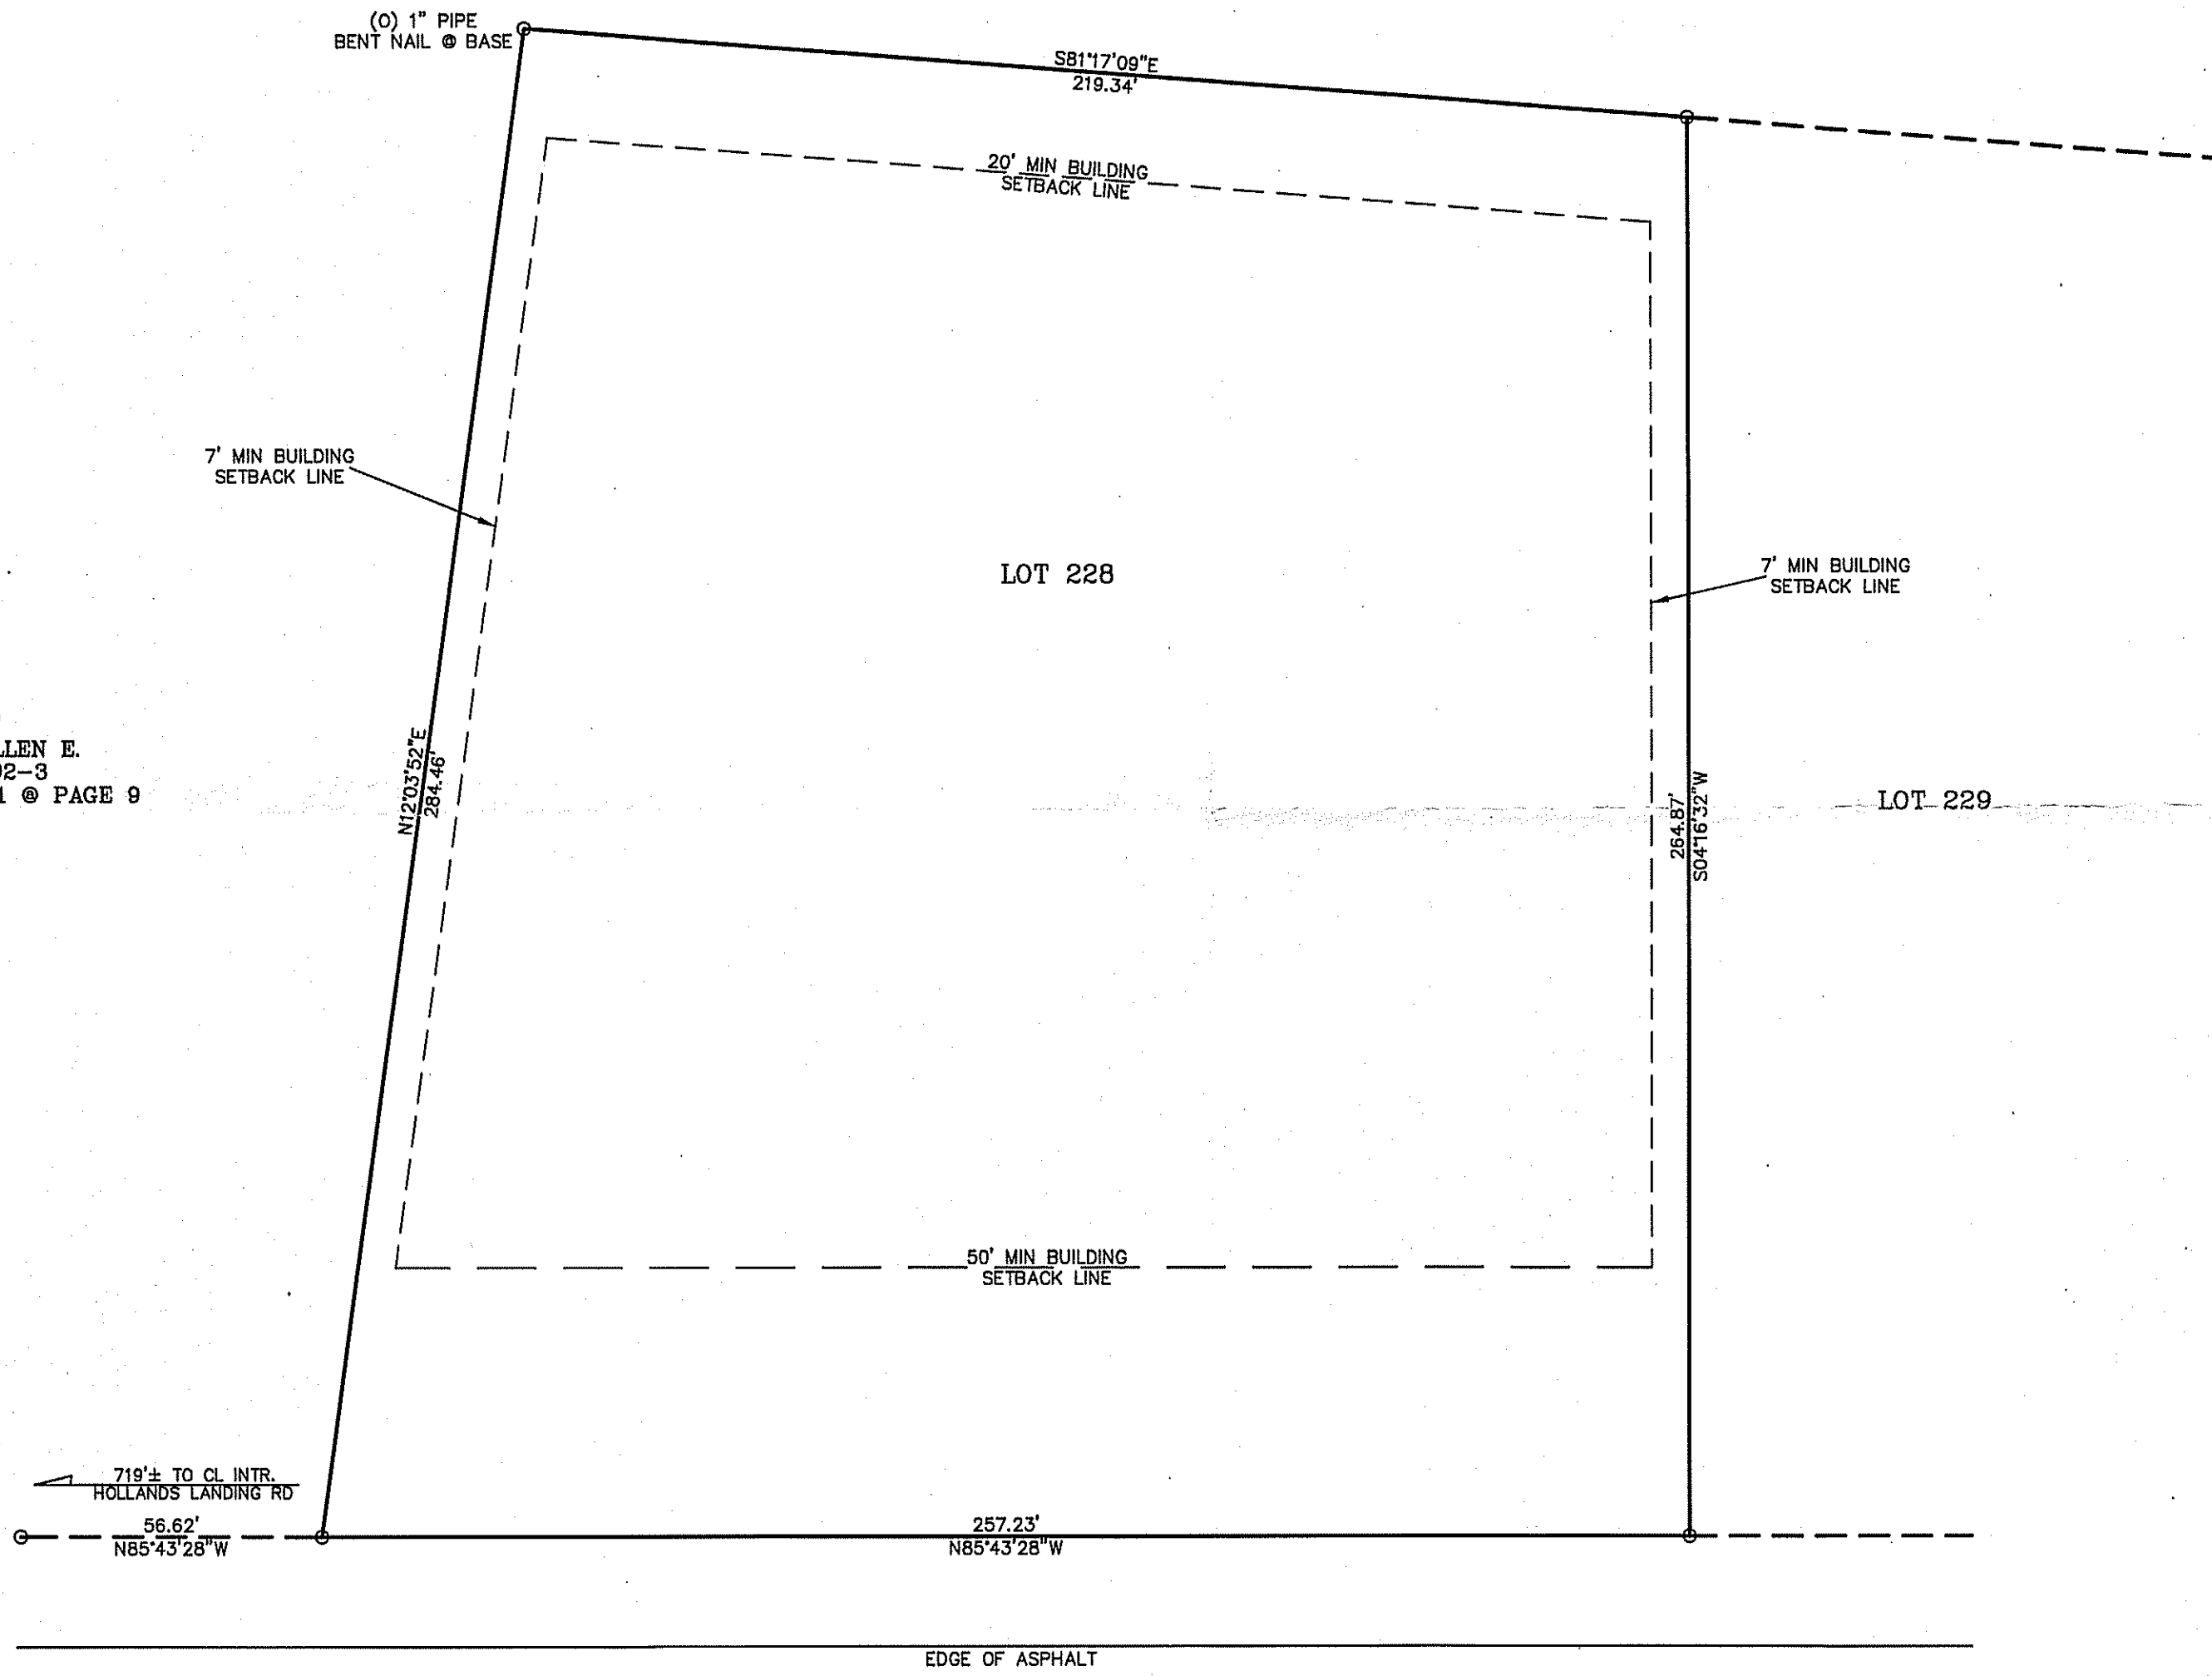 (O) 1" PIPE
BENT NAIL @ BASE
S81°17'09"E
219.34'
20' MIN BUILDING
SETBACK LINE
7' MIN BUILDING
SETBACK LINE
LOT 228
7' MIN BUILDING
SETBACK LINE
N12°03'52"E
284.46'
LLEN E.
02-3
1 @ PAGE 9
264.87'
S04°16'32"W
LOT 229
50' MIN BUILDING
SETBACK LINE
719'± TO CL INTR.
HOLLANDS LANDING RD
56.62'
N85°43'28"W
257.23'
N85°43'28"W
EDGE OF ASPHALT